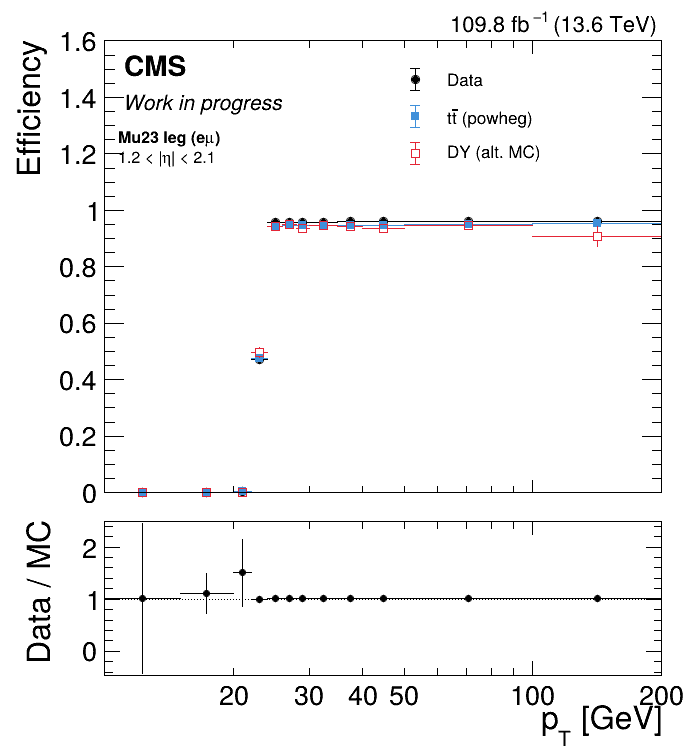 109.8 fb⁻¹ (13.6 TeV)
Efficiency
1.6
1.4
1.2
1
0.8
0.6
0.4
0.2
0
CMS
Work in progress
Mu23 leg (eμ)
1.2 < |η| < 2.1
Data
tt̄ (powheg)
DY (alt. MC)
Data / MC
2
1
0
20 30 40 50 100 200
p_T [GeV]